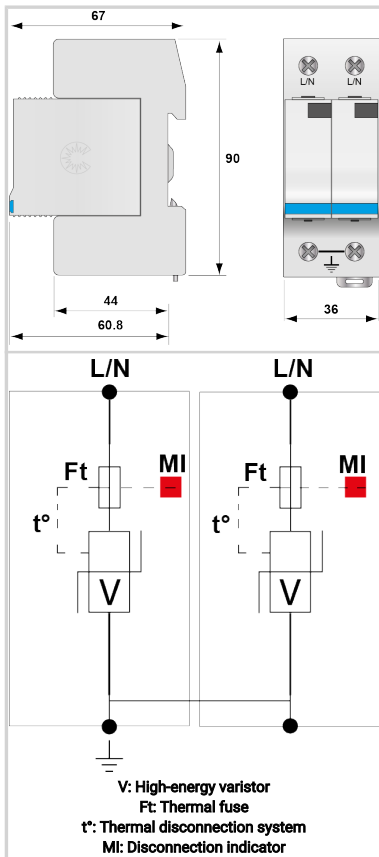 67
L/N L/N
90
44
60.8
36
L/N L/N
Ft MI Ft MI
t° t°
V V
V: High-energy varistor
Ft: Thermal fuse
t°: Thermal disconnection system
MI: Disconnection indicator